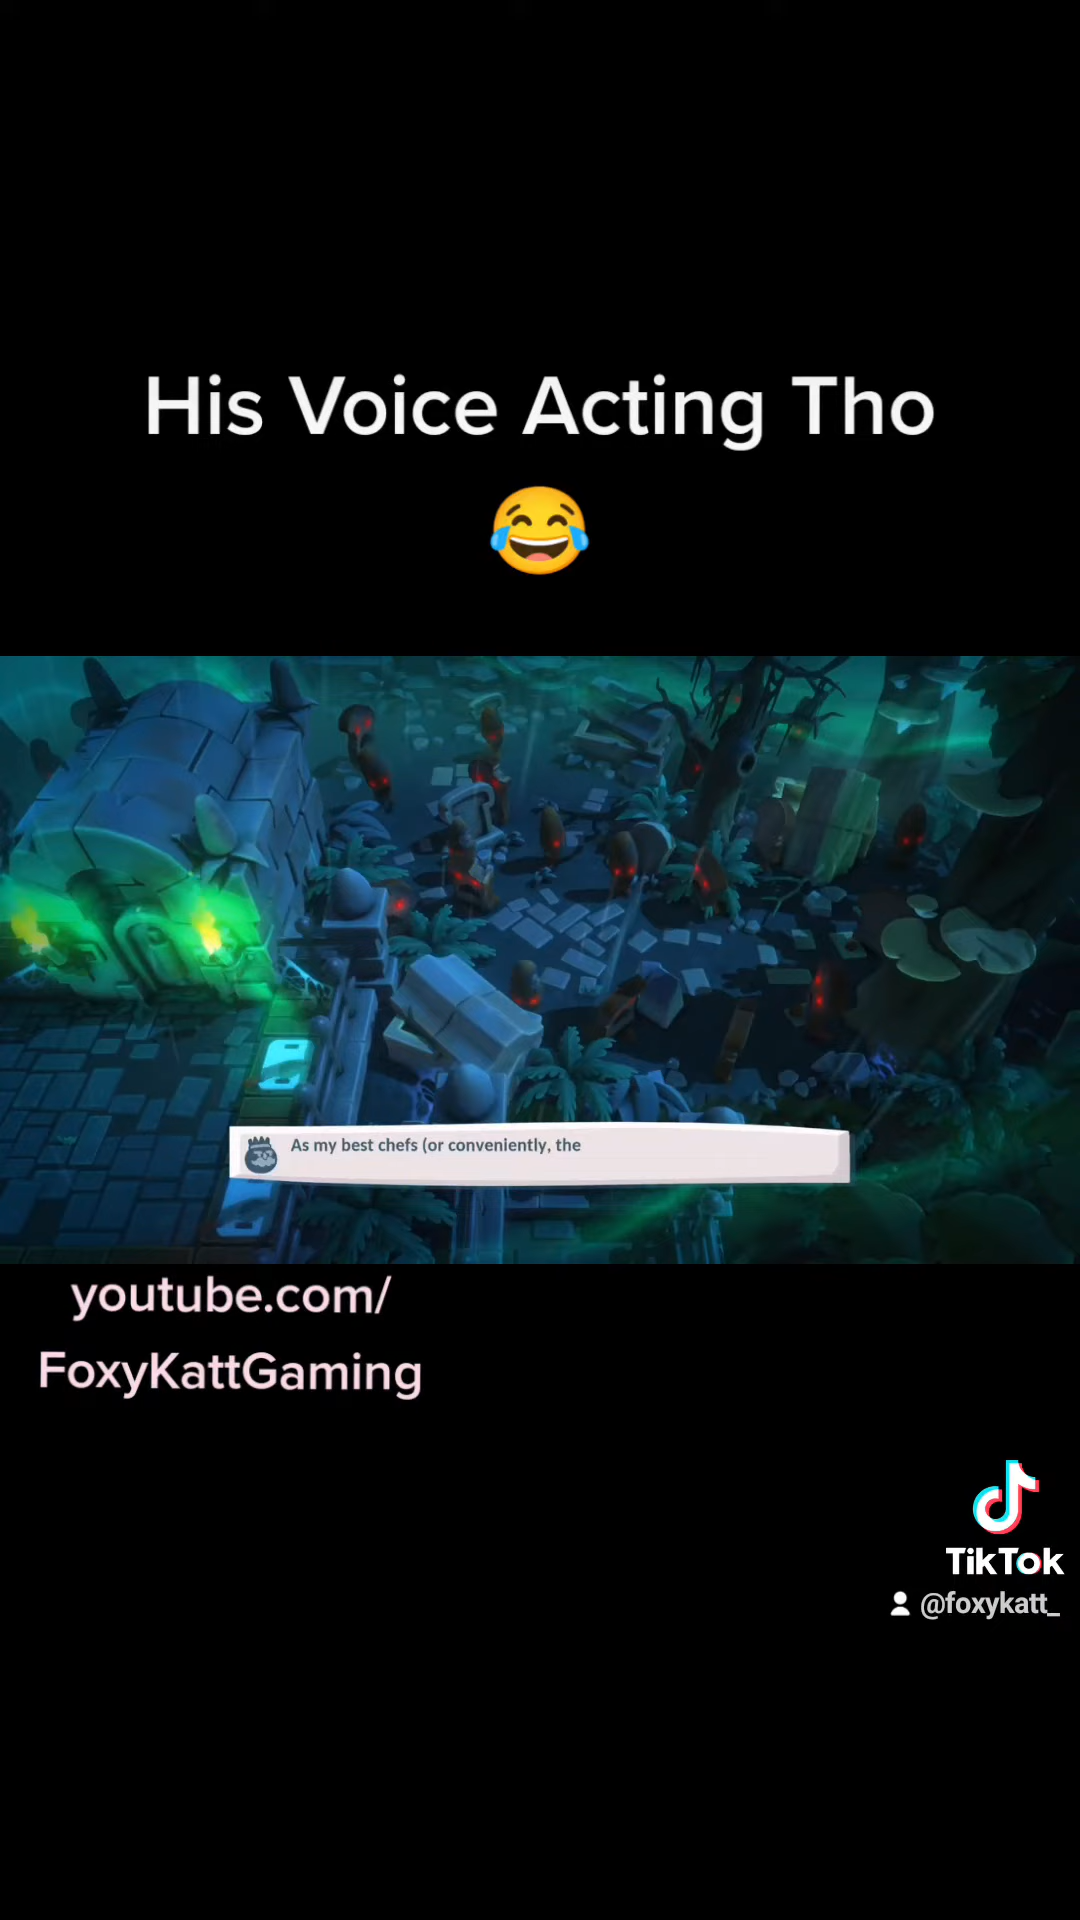 His Voice Acting Tho
😂
As my best chefs (or conveniently, the
youtube.com/
FoxyKattGaming
TikTok
@foxykatt_